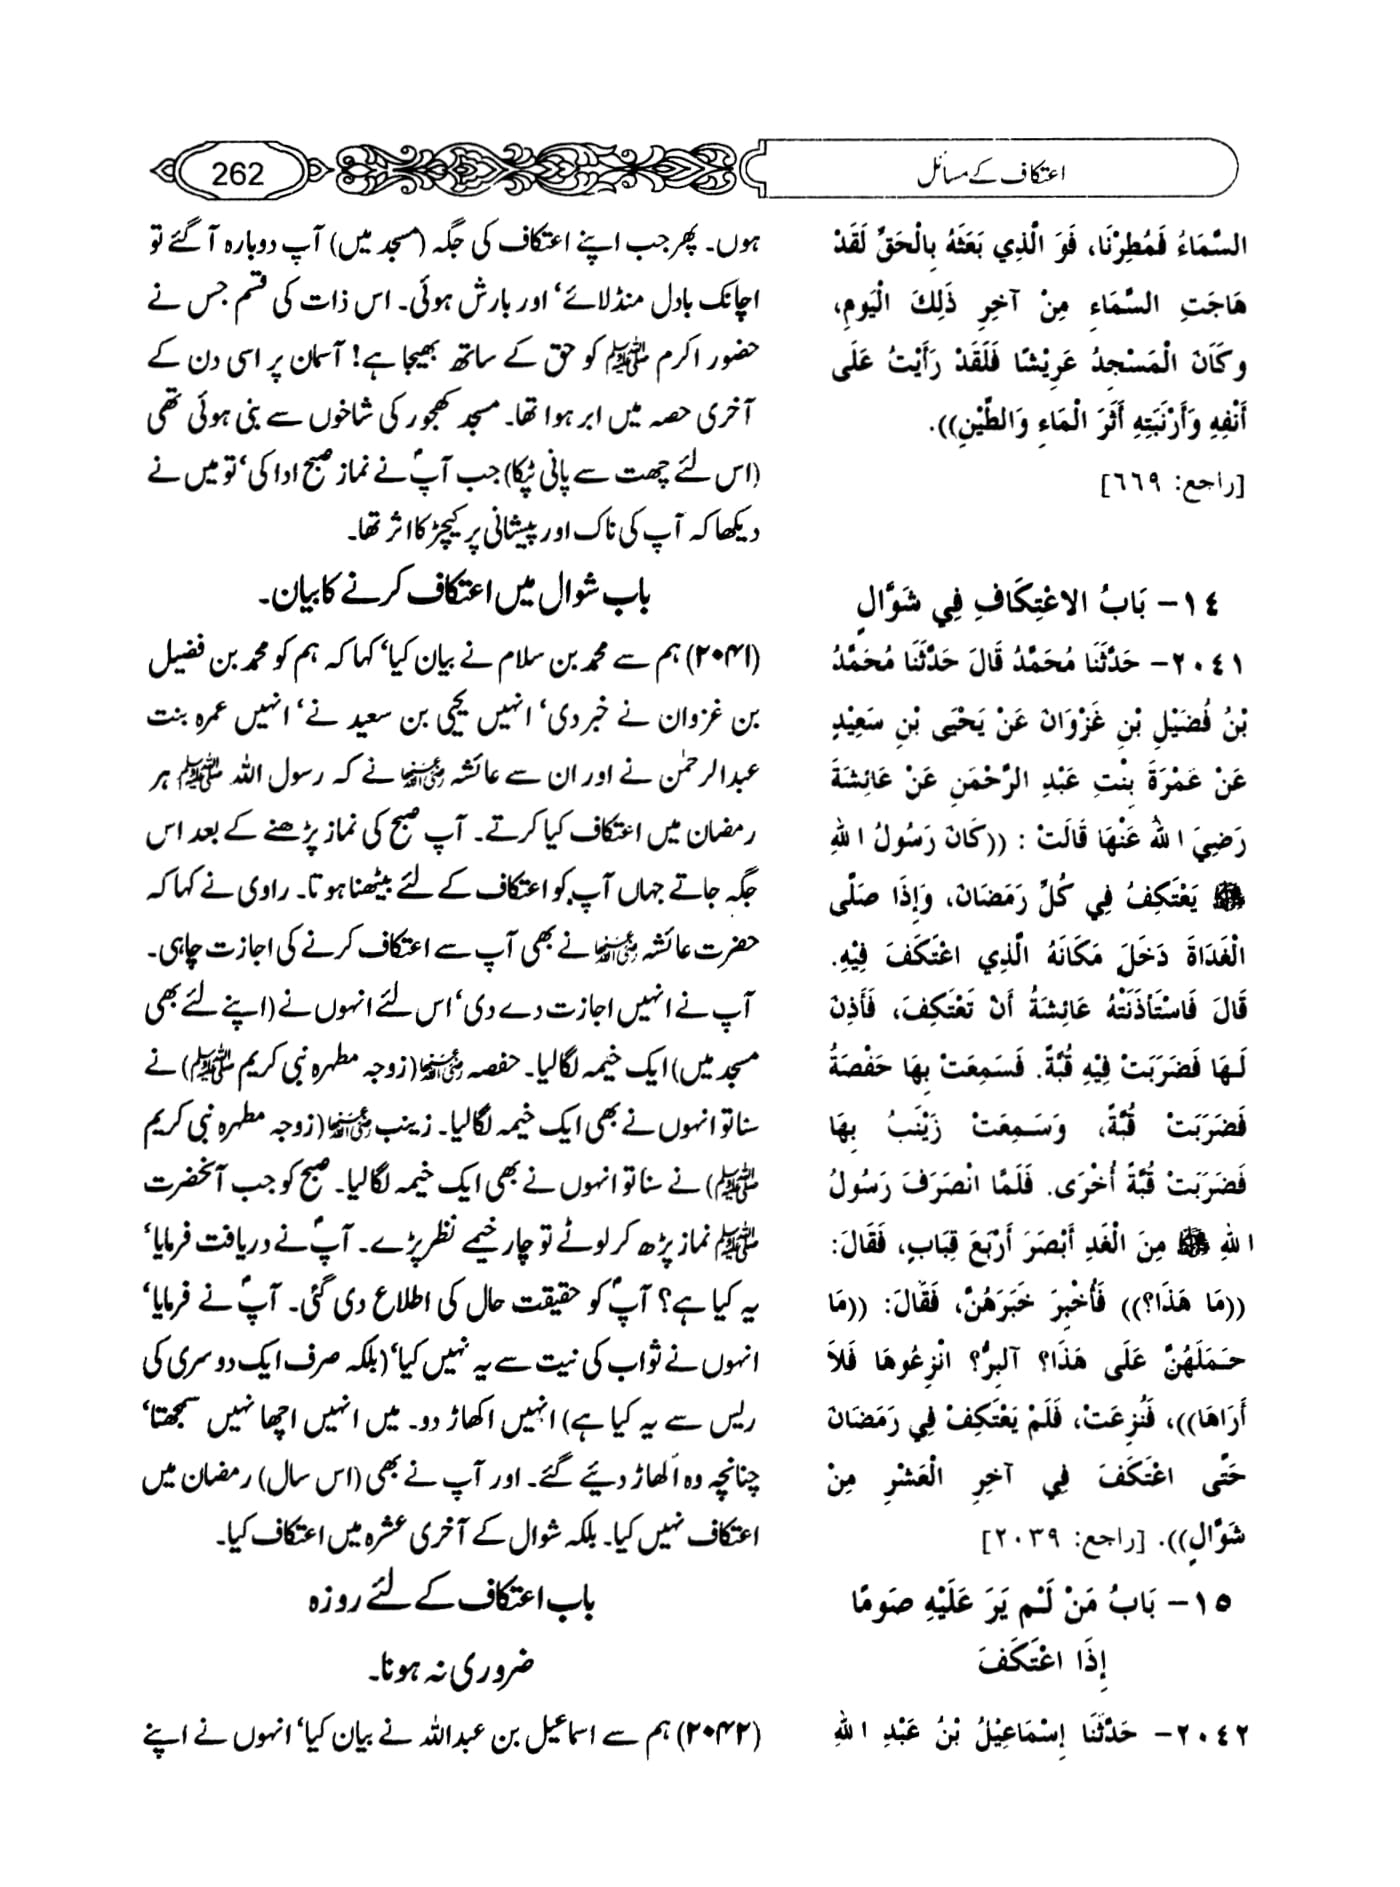 اعتکاف کے مسائل
262
السَّمَاءُ فَمُطِرْنَا، فَوَ الَّذِي بَعَثَهُ بِالْحَقِّ لَقَدْ
هَاجَتِ السَّمَاءِ مِنْ آخِرِ ذَلِكَ الْيَومِ،
وَكَانَ الْمَسْجِدُ عَرِيْشًا فَلَقَدْ رَأَيْتُ عَلَى
أَنْفِهِ وَأَرْنَبَتِهِ أَثَرَ الْمَاءِ وَالطِّيْنِ)).
[راجع: ٦٦٩]
١٤– بَابُ الاعْتِكَافِ فِي شَوَّالٍ
٢٠٤١– حَدَّثَنَا مُحَمَّدُ قَالَ حَدَّثَنَا مُحَمَّدُ
بْنُ فُضَيْلِ بْنِ غَزْوَانَ عَنْ يَحْيَى بْنِ سَعِيْدٍ
عَنْ عَمْرَةَ بِنْتِ عَبْدِ الرَّحْمَنِ عَنْ عَائِشَةَ
رَضِيَ اللهُ عَنْهَا قَالَتْ : ((كَانَ رَسُولُ اللهِ
ﷺ يَعْتَكِفُ فِي كُلِّ رَمَضَانَ، وَإِذَا صَلَّى
الْغَدَاةَ دَخَلَ مَكَانَهُ الَّذِي اعْتَكَفَ فِيْهِ.
قَالَ فَاسْتَأْذَنَتْهُ عَائِشَةُ أَنْ تَعْتَكِفَ، فَأَذِنَ
لَهَا فَضَرَبَتْ فِيْهِ قُبَّةً. فَسَمِعَتْ بِهَا حَفْصَةُ
فَضَرَبَتْ قُبَّةً، وَسَمِعَتْ زَيْنَبُ بِهَا
فَضَرَبَتْ قُبَّةً أُخْرَى. فَلَمَّا انْصَرَفَ رَسُولُ
اللهِ ﷺ مِنَ الْغَدِ أَبْصَرَ أَرْبَعَ قِبَابٍ، فَقَالَ:
((مَا هَذَا؟)) فَأُخْبِرَ خَبَرَهُنَّ، فَقَالَ: ((مَا
حَمَلَهُنَّ عَلَى هَذَا؟ آلبِرُّ؟ انْزِعُوهَا فَلاَ
أَرَاهَا))، فَنُزِعَتْ، فَلَمْ يَعْتَكِفْ فِي رَمَضَانَ
حَتَّى اعْتَكَفَ فِي آخِرِ الْعَشْرِ مِنْ
شَوَّالٍ)). [راجع: ٢٠٣٩]
١٥– بَابُ مَنْ لَمْ يَرَ عَلَيْهِ صَومًا
إِذَا اعْتَكَفَ
٢٠٤٢– حَدَّثَنَا إِسْمَاعِيْلُ بْنُ عَبْدِ اللهِ
ہوں۔ پھر جب اپنے اعتکاف کی جگہ (مسجد میں) آپ دوبارہ آ گئے تو
اچانک بادل منڈلائے‘ اور بارش ہوئی۔ اس ذات کی قسم جس نے
حضور اکرم ﷺ کو حق کے ساتھ بھیجا ہے! آسمان پر اسی دن کے
آخری حصہ میں ابر ہوا تھا۔ مسجد کھجور کی شاخوں سے بنی ہوئی تھی
(اس لئے چھت سے پانی ٹپکا) جب آپؐ نے نماز صبح ادا کی‘ تو میں نے
دیکھا کہ آپ کی ناک اور پیشانی پر کیچڑ کا اثر تھا۔
باب شوال میں اعتکاف کرنے کا بیان۔
(۲۰۴۱) ہم سے محمد بن سلام نے بیان کیا‘ کہا کہ ہم کو محمد بن فضیل
بن غزوان نے خبر دی‘ انہیں یحییٰ بن سعید نے‘ انہیں عمرہ بنت
عبدالرحمٰن نے اور ان سے عائشہ رضی اللہ عنہا نے کہ رسول اللہ ﷺ ہر
رمضان میں اعتکاف کیا کرتے۔ آپ صبح کی نماز پڑھنے کے بعد اس
جگہ جاتے جہاں آپ کو اعتکاف کے لئے بیٹھنا ہوتا۔ راوی نے کہا کہ
حضرت عائشہ رضی اللہ عنہا نے بھی آپ سے اعتکاف کرنے کی اجازت چاہی۔
آپ نے انہیں اجازت دے دی‘ اس لئے انہوں نے (اپنے لئے بھی
مسجد میں) ایک خیمہ لگالیا۔ حفصہ رضی اللہ عنہا (زوجہ مطہرہ نبی کریم ﷺ) نے
سنا تو انہوں نے بھی ایک خیمہ لگالیا۔ زینب رضی اللہ عنہا (زوجہ مطہرہ نبی کریم
ﷺ) نے سنا تو انہوں نے بھی ایک خیمہ لگالیا۔ صبح کو جب آنحضرت
ﷺ نماز پڑھ کر لوٹے تو چار خیمے نظر پڑے۔ آپؐ نے دریافت فرمایا‘
یہ کیا ہے؟ آپؐ کو حقیقت حال کی اطلاع دی گئی۔ آپؐ نے فرمایا‘
انہوں نے ثواب کی نیت سے یہ نہیں کیا‘ (بلکہ صرف ایک دوسری کی
ریس سے یہ کیا ہے) انہیں اکھاڑ دو۔ میں انہیں اچھا نہیں سمجھتا‘
چنانچہ وہ اکھاڑ دیئے گئے۔ اور آپ نے بھی (اس سال) رمضان میں
اعتکاف نہیں کیا۔ بلکہ شوال کے آخری عشرہ میں اعتکاف کیا۔
باب اعتکاف کے لئے روزہ
ضروری نہ ہونا۔
(۲۰۴۲) ہم سے اسماعیل بن عبداللہ نے بیان کیا‘ انہوں نے اپنے